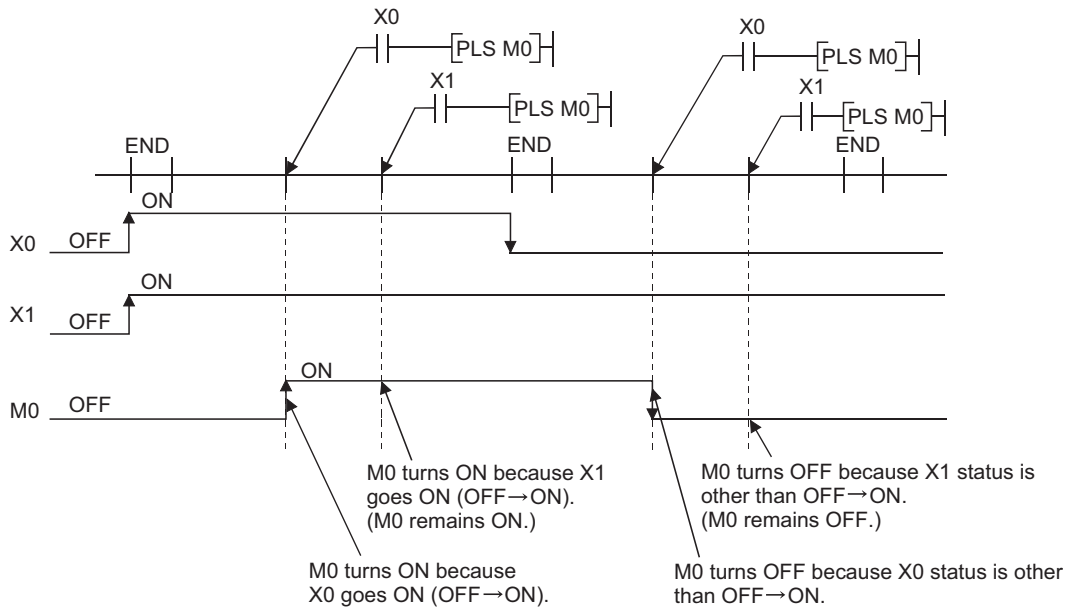 X0
[PLS M0]
X1
[PLS M0]
X0
[PLS M0]
X1
[PLS M0]
END
END
END
ON
X0 OFF
ON
X1 OFF
ON
M0 OFF
M0 turns ON because X1
goes ON (OFF→ON).
(M0 remains ON.)
M0 turns OFF because X1 status is
other than OFF→ON.
(M0 remains OFF.)
M0 turns ON because
X0 goes ON (OFF→ON).
M0 turns OFF because X0 status is other
than OFF→ON.